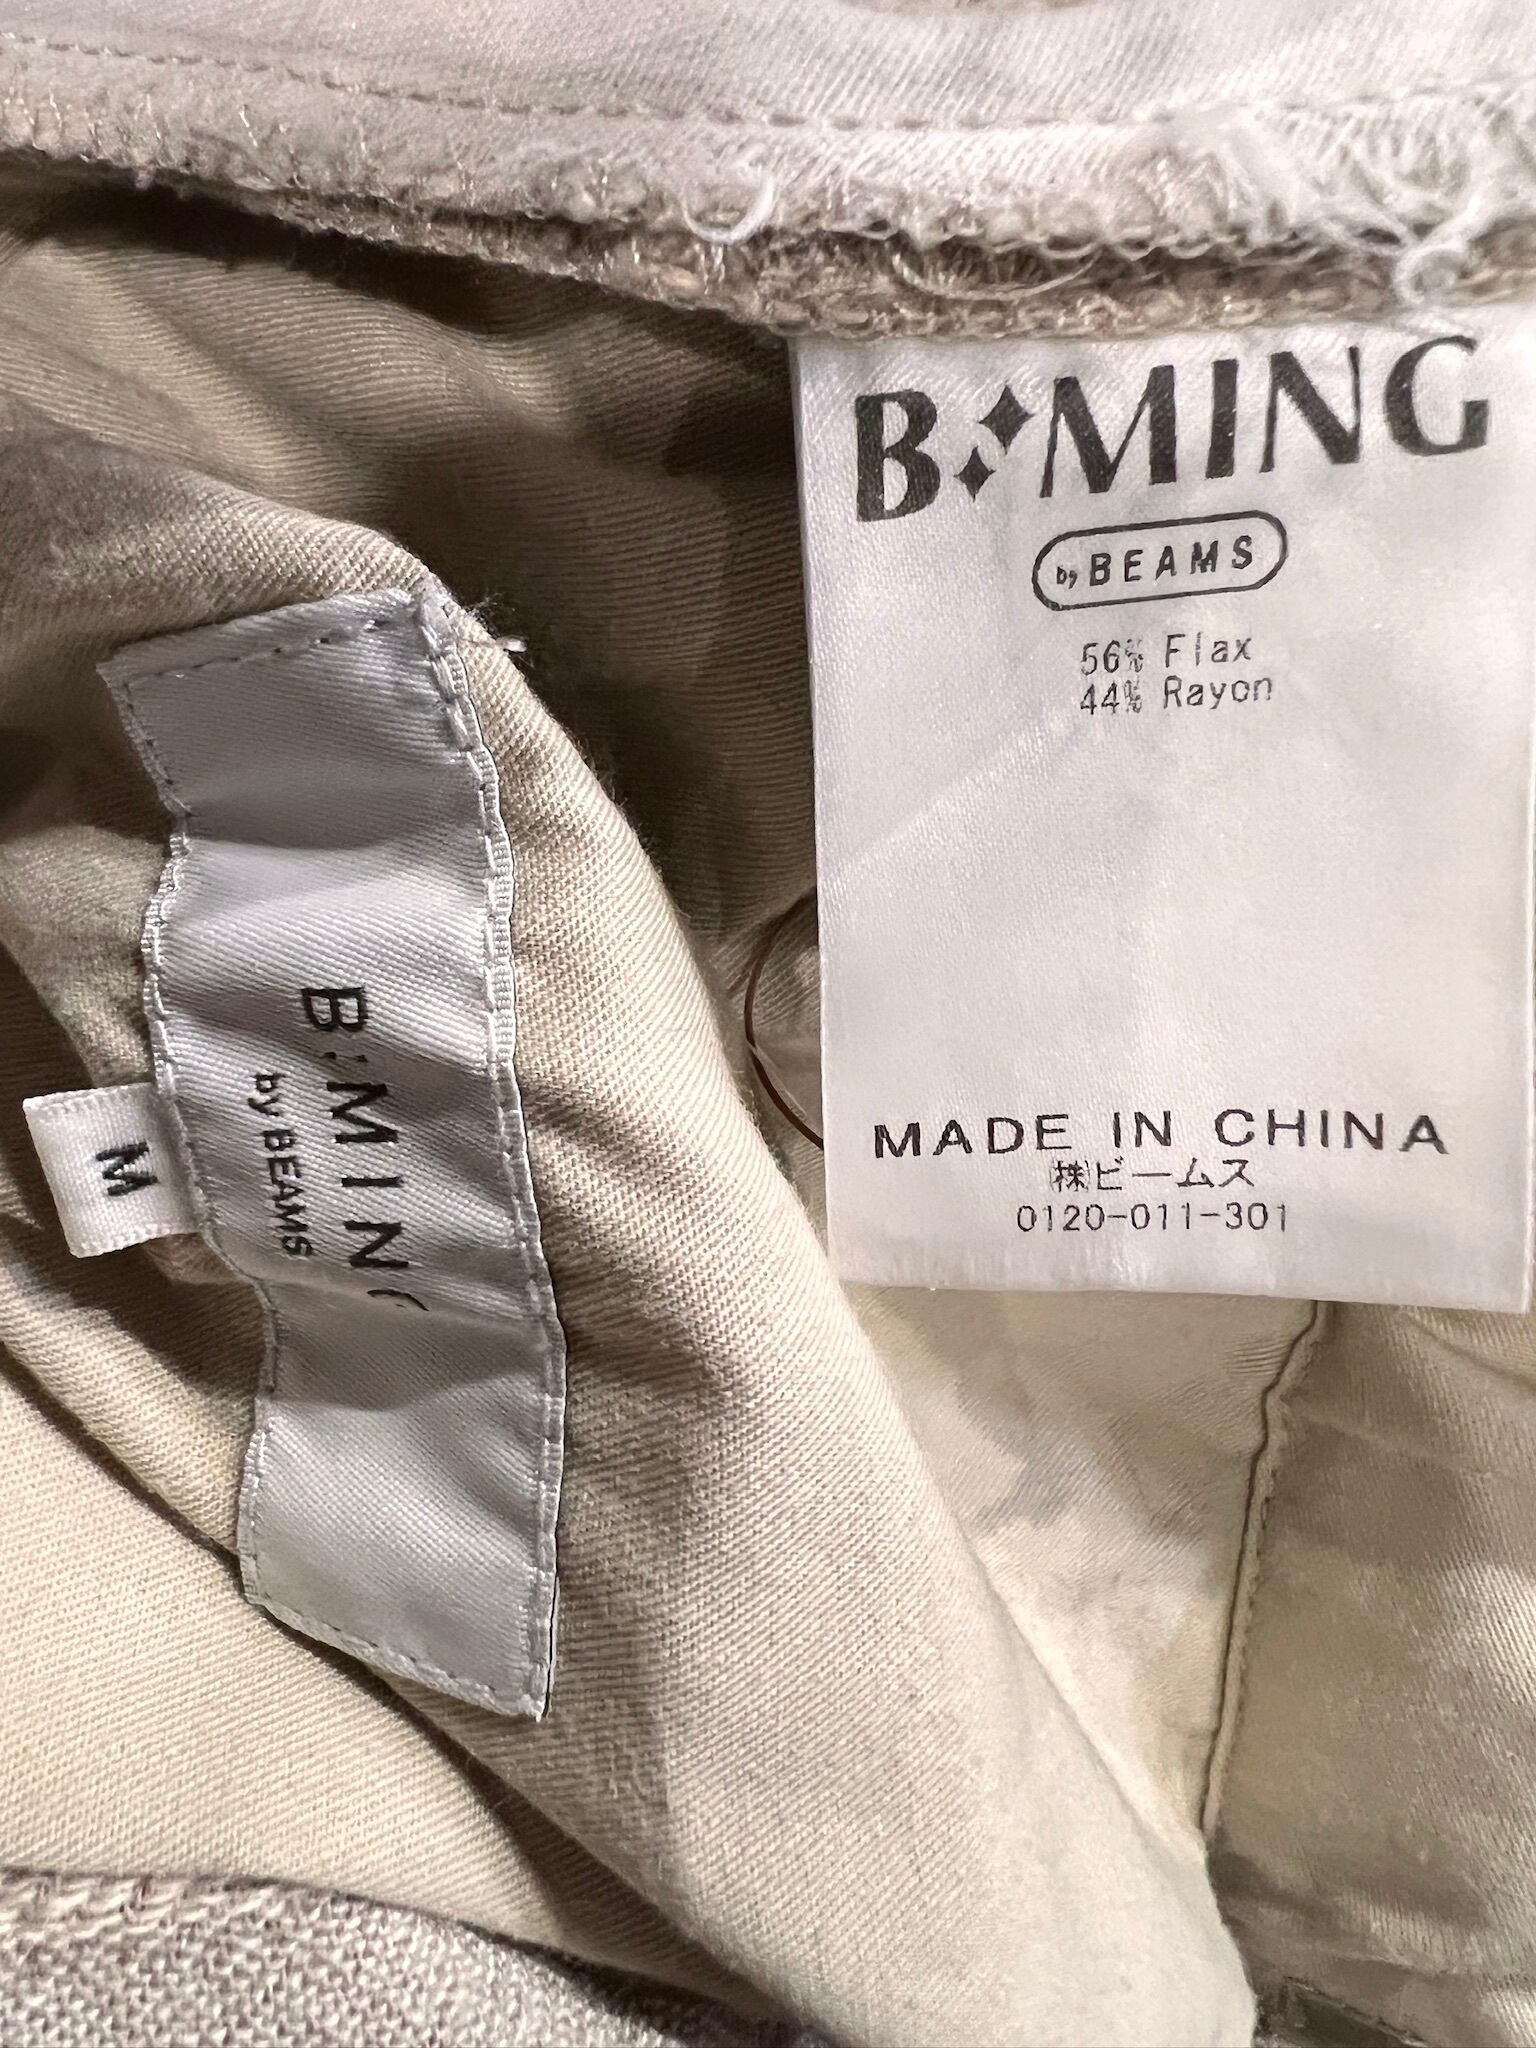 B:MING
by BEAMS
56% Flax
44% Rayon
MADE IN CHINA
㈱ビームス
0120-011-301
B:MING
by BEAMS
M